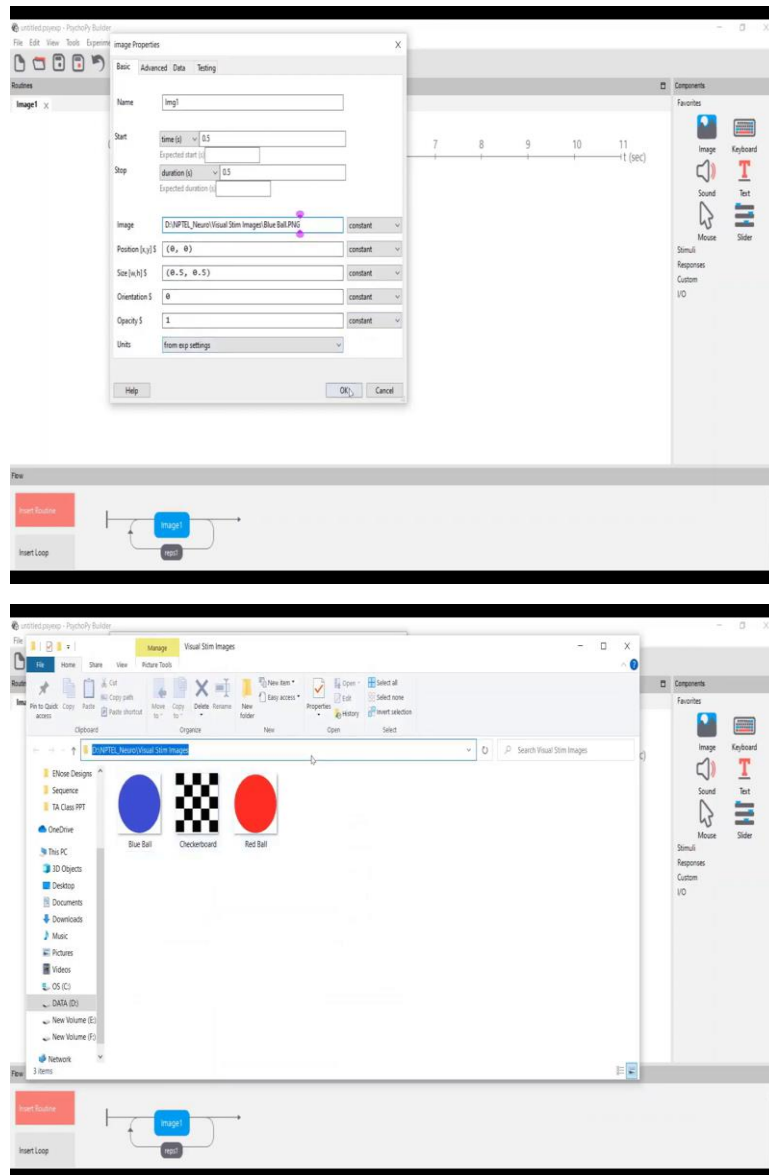 untitled.psyexp - PsychoPy Builder
File Edit View Tools Experime
image Properties X
Basic Advanced Data Testing
Routines
Image1 x
Name Img1
Start time (s) 0.5
Expected start (s)
Stop duration (s) 0.5
Expected duration (s)
Image D:\NPTEL_Neuro\Visual Stim Images\Blue Ball.PNG constant
Position [x,y] $ (0, 0) constant
Size [w,h] $ (0.5, 0.5) constant
Orientation $ 0 constant
Opacity $ 1 constant
Units from exp settings
Help OK Cancel
7 8 9 10 11
t (sec)
Components
Favorites
Image Keyboard
Sound Text
Mouse Slider
Stimuli
Responses
Custom
I/O
Flow
Insert Routine
Insert Loop
Image1
reps1
untitled.psyexp - PsychoPy Builder
File
Manage Visual Stim Images
File Home Share View Picture Tools
Pin to Quick access Copy Paste
Cut
Copy path
Paste shortcut
Move to Copy to Delete Rename
New folder
New item
Easy access
Properties
Open
Edit
History
Select all
Select none
Invert selection
Clipboard Organize New Open Select
D:\NPTEL_Neuro\Visual Stim Images
Search Visual Stim Images
ENose Designs
Sequence
TA Class PPT
OneDrive
This PC
3D Objects
Desktop
Documents
Downloads
Music
Pictures
Videos
OS (C:)
DATA (D:)
New Volume (E:)
New Volume (F:)
Network
3 items
Blue Ball Checkerboard Red Ball
Components
Favorites
Image Keyboard
Sound Text
Mouse Slider
Stimuli
Responses
Custom
I/O
Flow
Insert Routine
Insert Loop
Image1
reps1